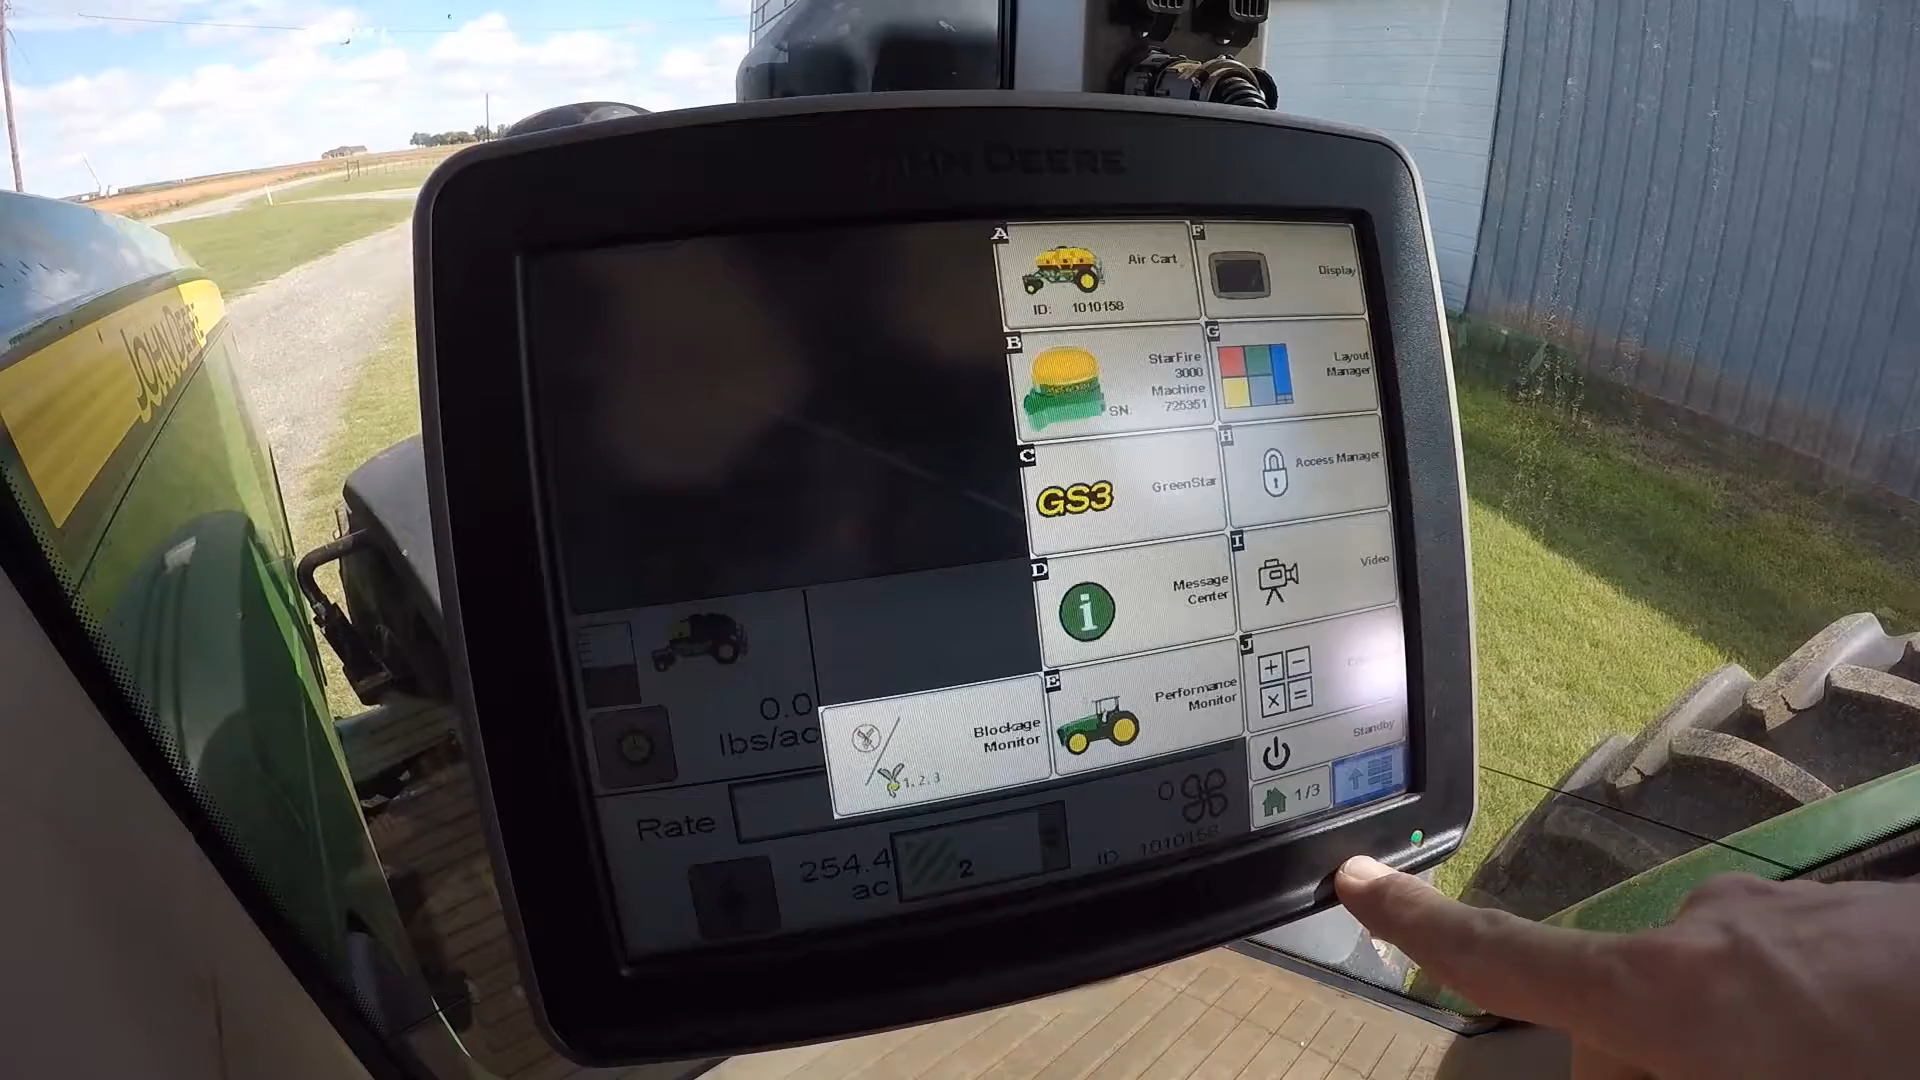 JOHN DEERE
JOHN DEERE
A
Air Cart
ID: 1010158
F
Display
B
StarFire
3000
Machine
SN: 725351
G
Layout
Manager
C
GS3
GreenStar
H
Access Manager
D
i
Message
Center
I
Video
E
Performance
Monitor
J
+ −
× =
Standby
1/3
Blockage
Monitor
1, 2, 3
0.0
lbs/ac
Rate
254.4
ac
2
0
ID 1010158